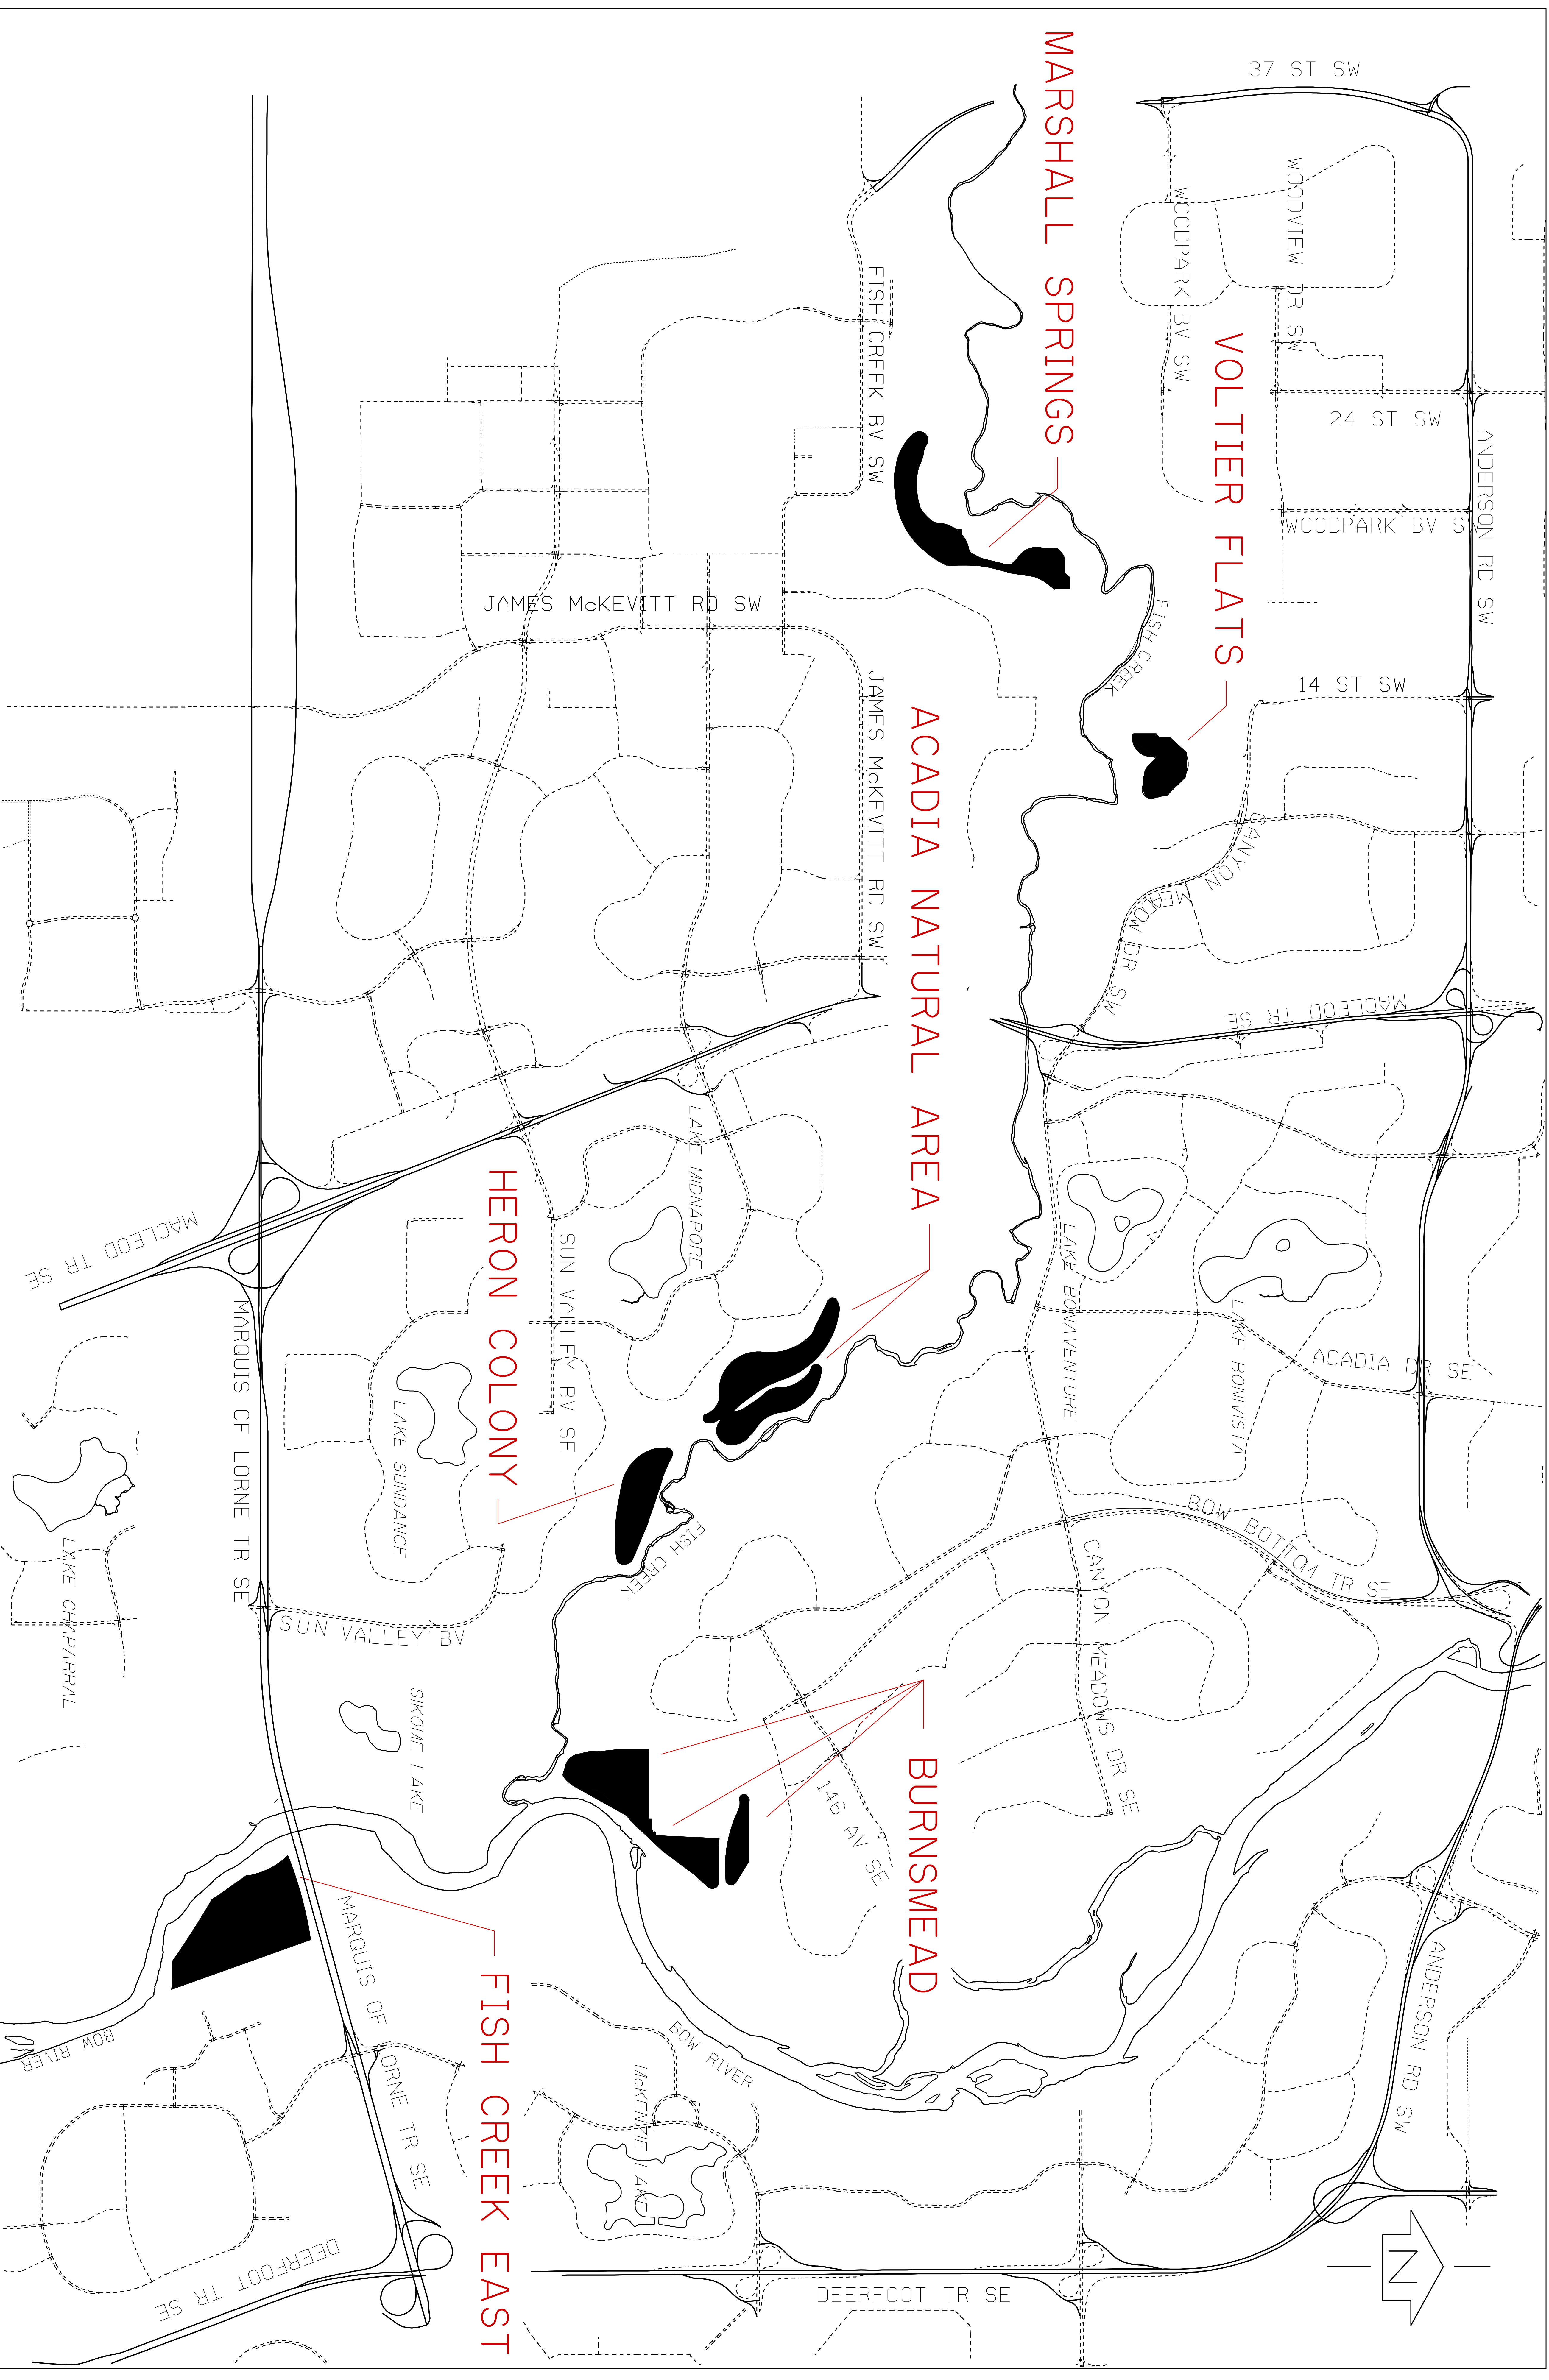 37 ST SW
MARSHALL SPRINGS
WOODVIEW DR SW
WOODPARK BV SW
FISH CREEK BV SW
VOLTIER FLATS
24 ST SW
ANDERSON RD SW
WOODPARK BV SW
JAMES McKEVITT RD SW
FISH CREEK
14 ST SW
JAMES McKEVITT RD SW
ACADIA NATURAL AREA
CANYON MEADOW DR SW
MACLEOD TR SE
LAKE MIDNAPORE
HERON COLONY
MACLEOD TR SE
SUN VALLEY BV SE
LAKE BONAVENTURE
LAKE BONIVISTA
MARQUIS OF LORNE TR SE
ACADIA DR SE
LAKE SUNDANCE
BOW BOTTOM TR SE
FISH CREEK
LAKE CHAPARRAL
CANYON MEADOWS DR SE
SUN VALLEY BV
SIKOME LAKE
BURNSMEAD
146 AV SE
MARQUIS OF LORNE TR SE
ANDERSON RD SW
FISH CREEK EAST
BOW RIVER
BOW RIVER
McKENZIE LAKE
DEERFOOT TR SE
DEERFOOT TR SE
N